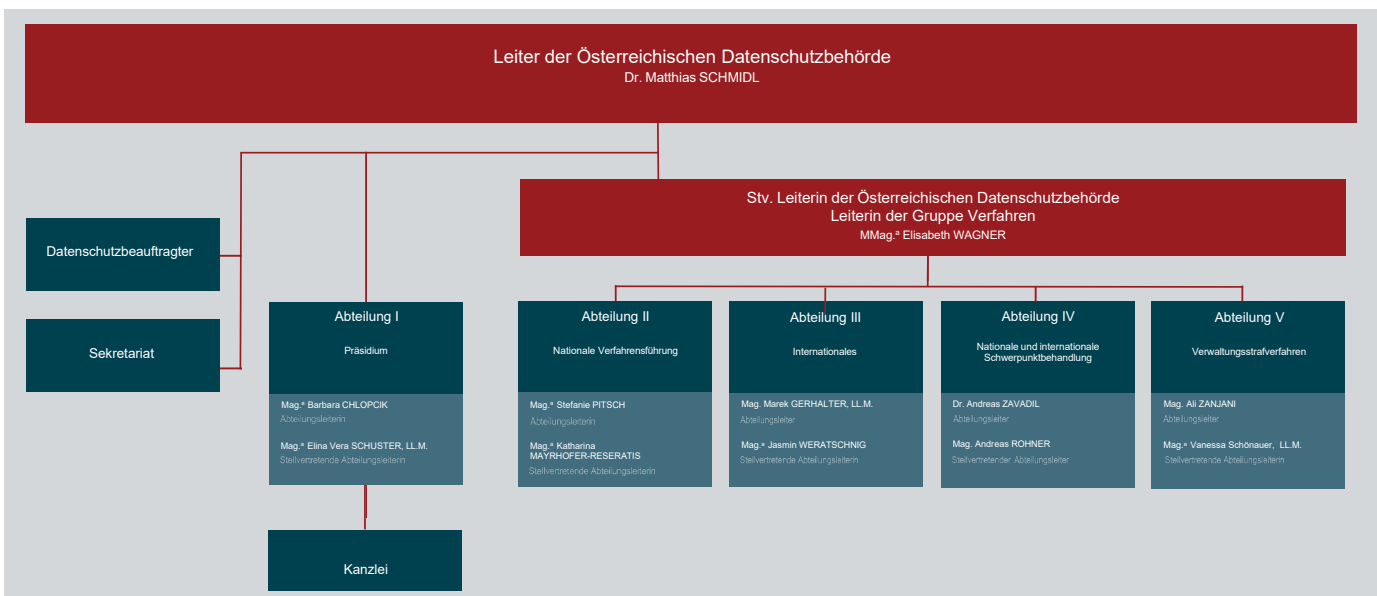 Leiter der Österreichischen Datenschutzbehörde
Dr. Matthias SCHMIDL
Stv. Leiterin der Österreichischen Datenschutzbehörde
Leiterin der Gruppe Verfahren
MMag.ª Elisabeth WAGNER
Datenschutzbeauftragter
Sekretariat
Abteilung I
Präsidium
Mag.ª Barbara CHLOPCIK
Abteilungsleiterin
Mag.ª Elina Vera SCHUSTER, LL.M.
Stellvertretende Abteilungsleiterin
Kanzlei
Abteilung II
Nationale Verfahrensführung
Mag.ª Stefanie PITSCH
Abteilungsleiterin
Mag.ª Katharina
MAYRHOFER-RESERATIS
Stellvertretende Abteilungsleiterin
Abteilung III
Internationales
Mag. Marek GERHALTER, LL.M.
Abteilungsleiter
Mag.ª Jasmin WERATSCHNIG
Stellvertretende Abteilungsleiterin
Abteilung IV
Nationale und internationale
Schwerpunktbehandlung
Dr. Andreas ZAVADIL
Abteilungsleiter
Mag. Andreas ROHNER
Stellvertretender Abteilungsleiter
Abteilung V
Verwaltungsstrafverfahren
Mag. Ali ZANJANI
Abteilungsleiter
Mag.ª Vanessa Schönauer, LL.M.
Stellvertretende Abteilungsleiterin